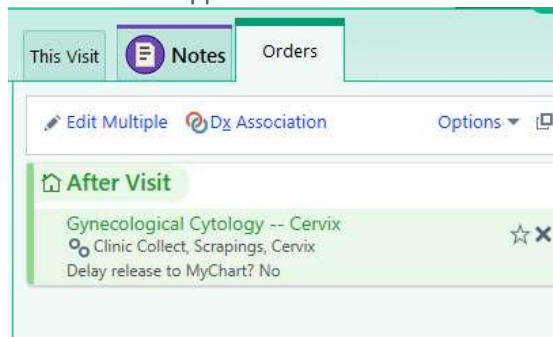 This Visit
Notes
Orders
Edit Multiple
Dx Association
Options
After Visit
Gynecological Cytology -- Cervix
Clinic Collect, Scrapings, Cervix
Delay release to MyChart? No